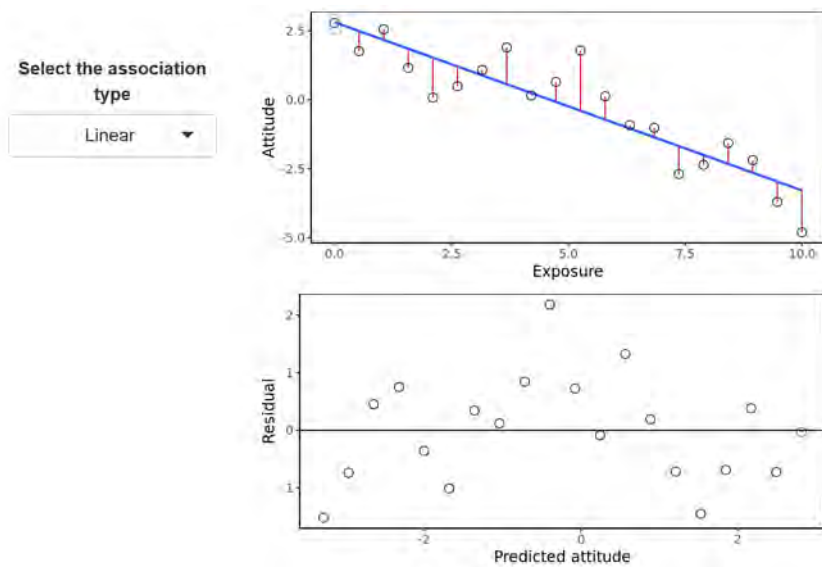 Select the association
type
Linear
2.5
0.0
-2.5
-5.0
Attitude
0.0
2.5
5.0
7.5
10.0
Exposure
2
1
0
1
Residual
-2
0
2
Predicted attitude